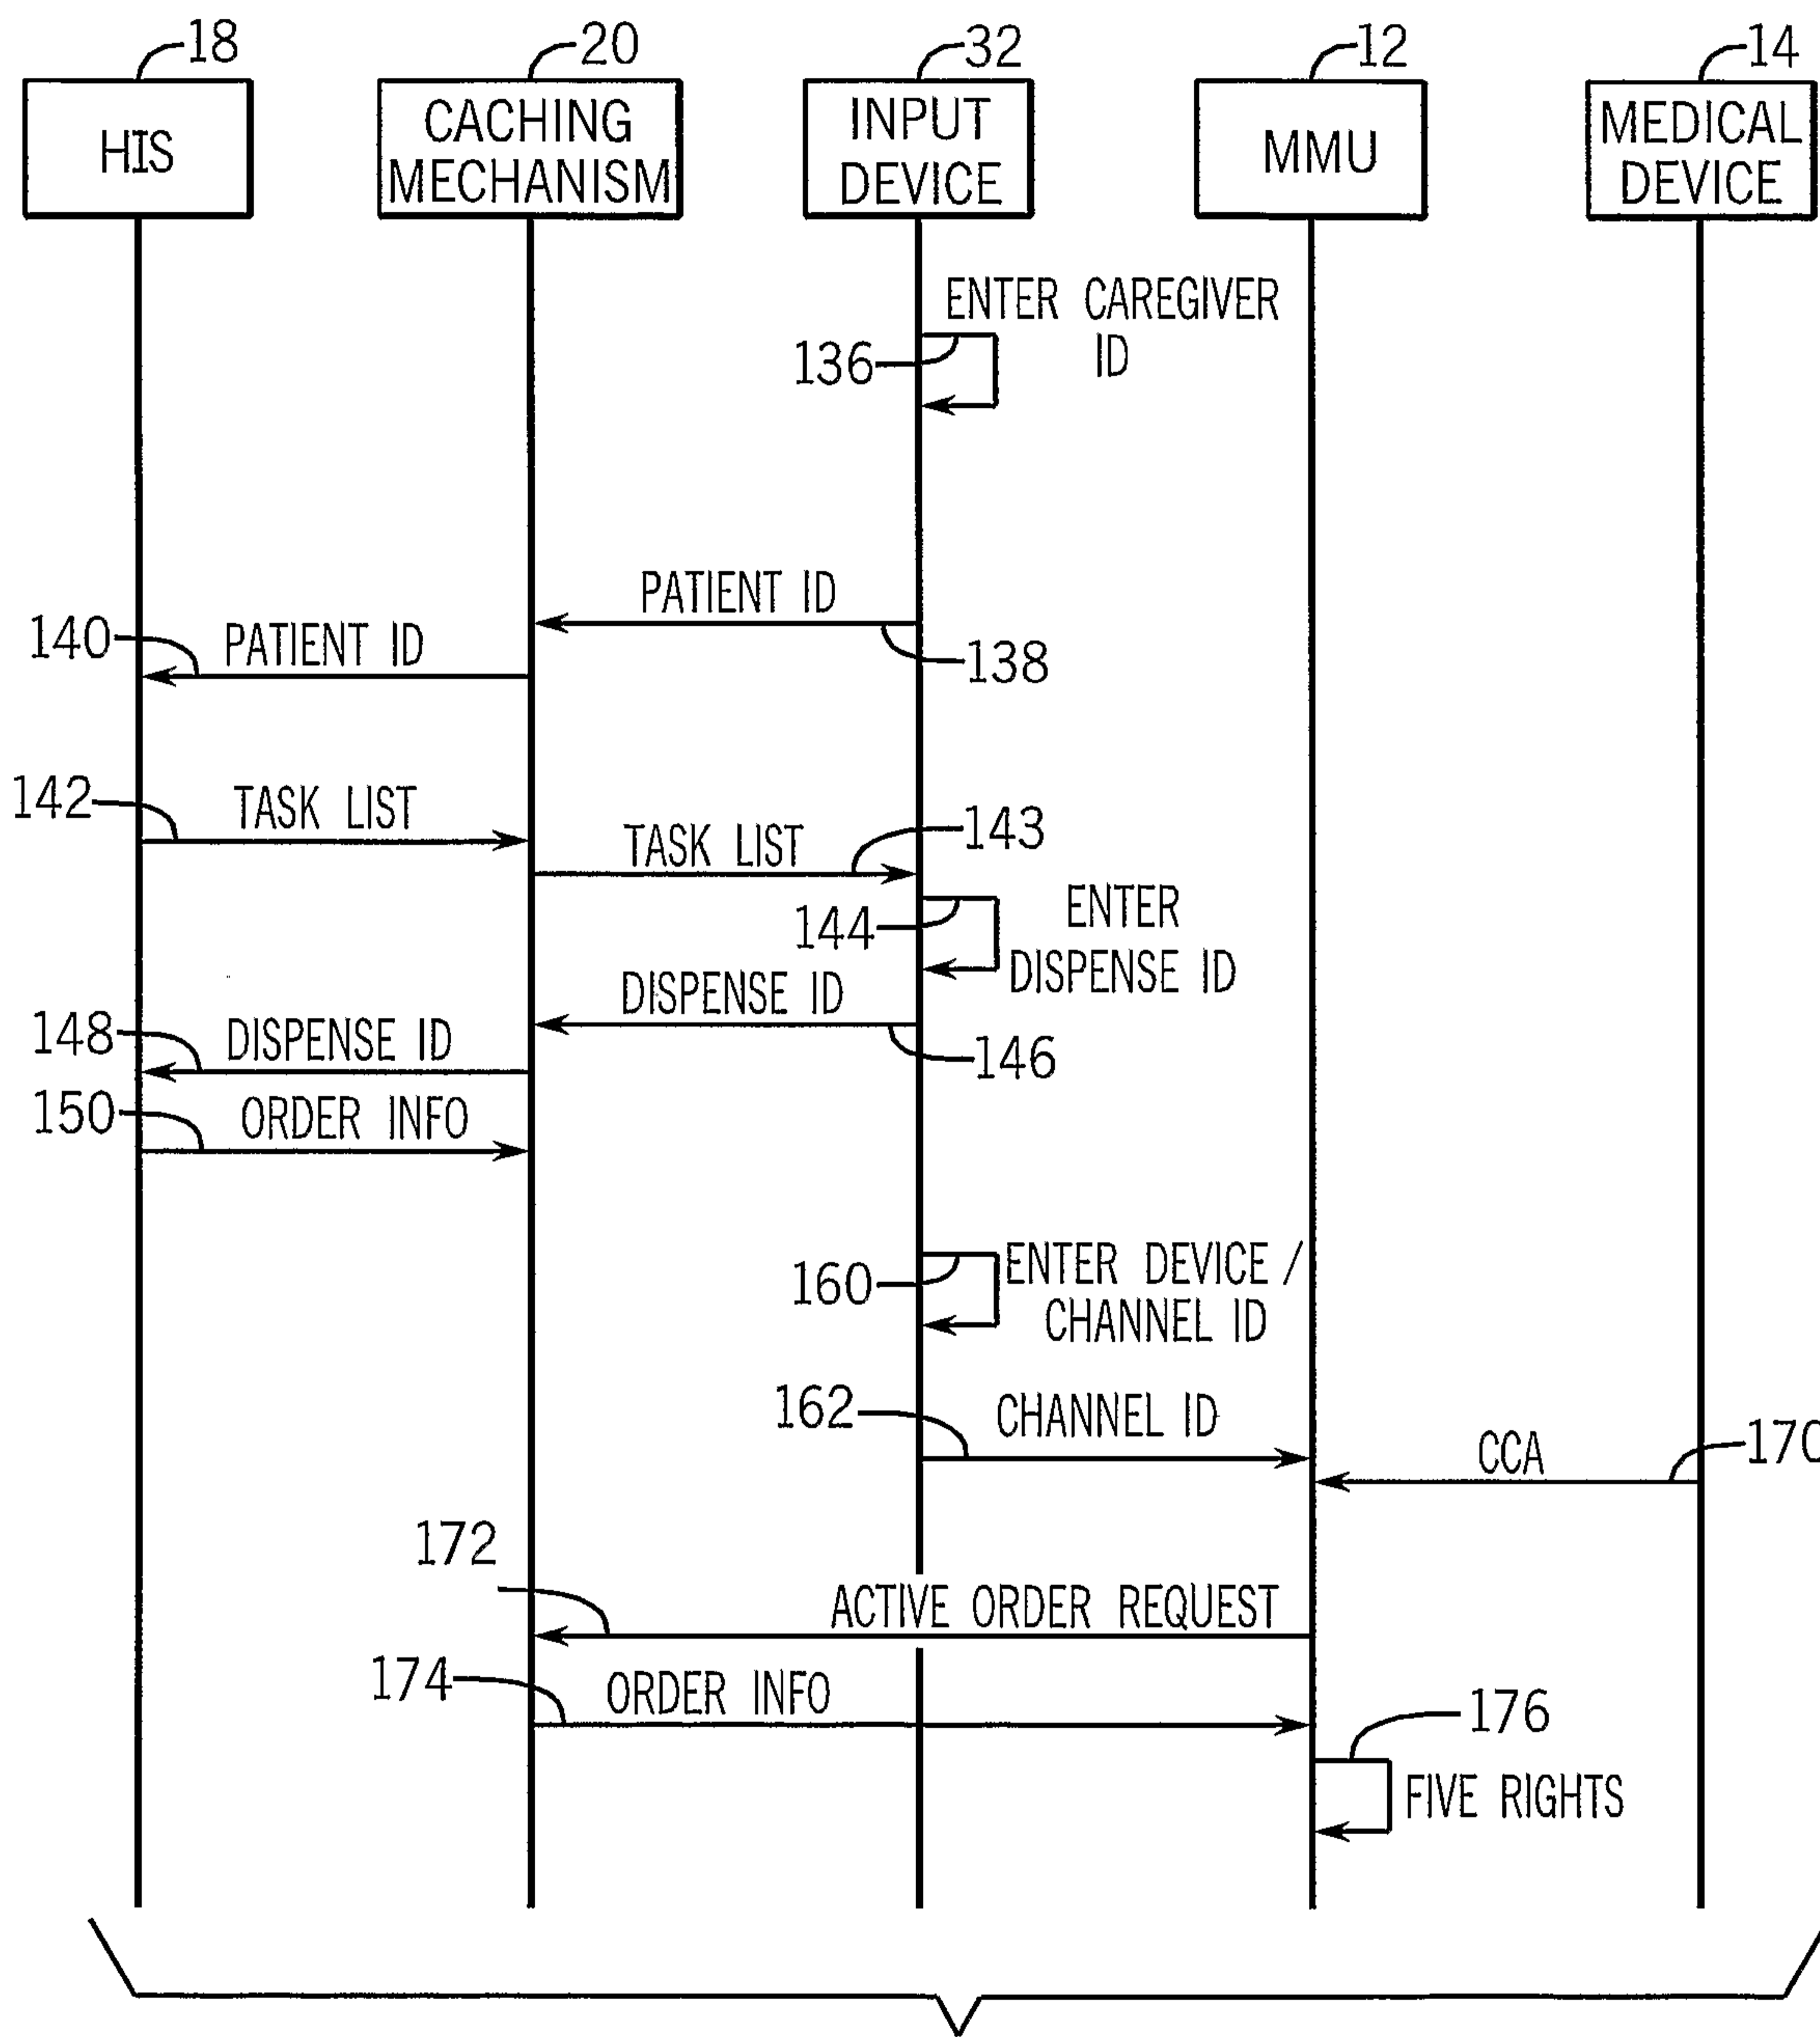 18
20
32
12
14
HIS
CACHING
MECHANISM
INPUT
DEVICE
MMU
MEDICAL
DEVICE
ENTER CAREGIVER
ID
136
PATIENT ID
138
140
PATIENT ID
142
TASK LIST
TASK LIST
143
144
ENTER
DISPENSE ID
DISPENSE ID
146
148
DISPENSE ID
150
ORDER INFO
160
ENTER DEVICE /
CHANNEL ID
162
CHANNEL ID
CCA
170
172
ACTIVE ORDER REQUEST
174
ORDER INFO
176
FIVE RIGHTS